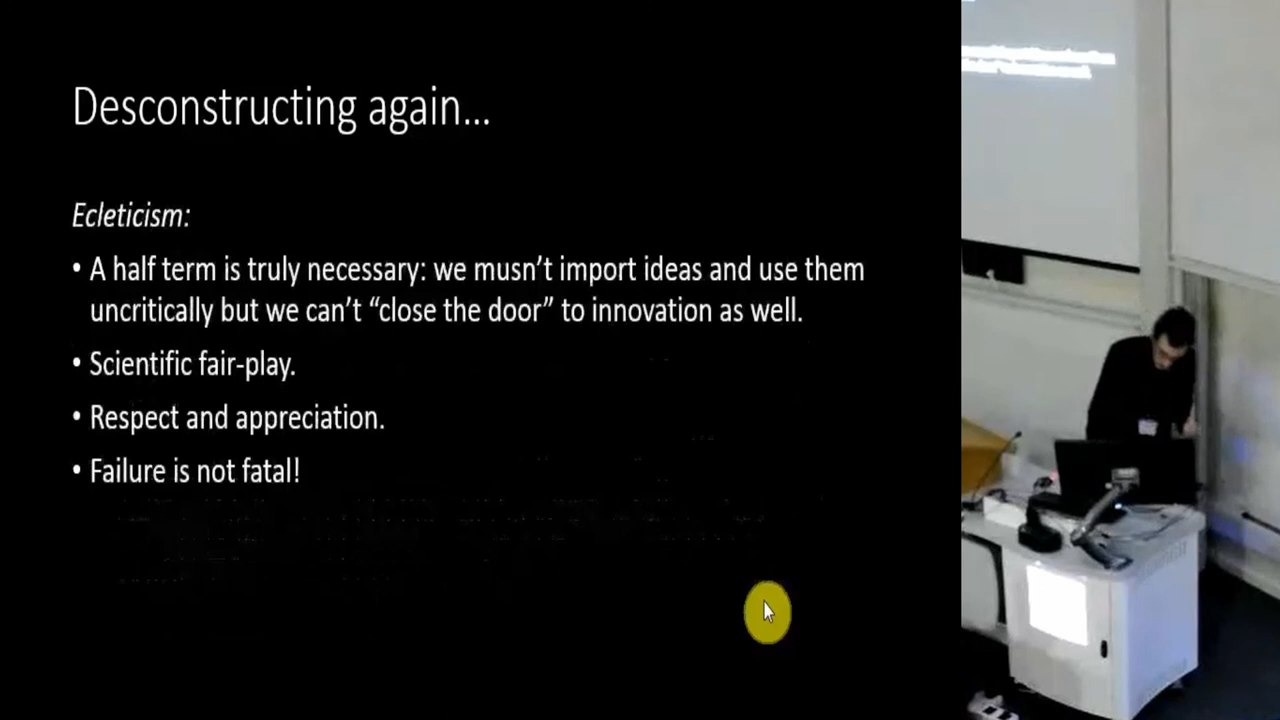 Desconstructing again...
Ecleticism:
• A half term is truly necessary: we musn’t import ideas and use them
uncritically but we can’t “close the door” to innovation as well.
• Scientific fair-play.
• Respect and appreciation.
• Failure is not fatal!